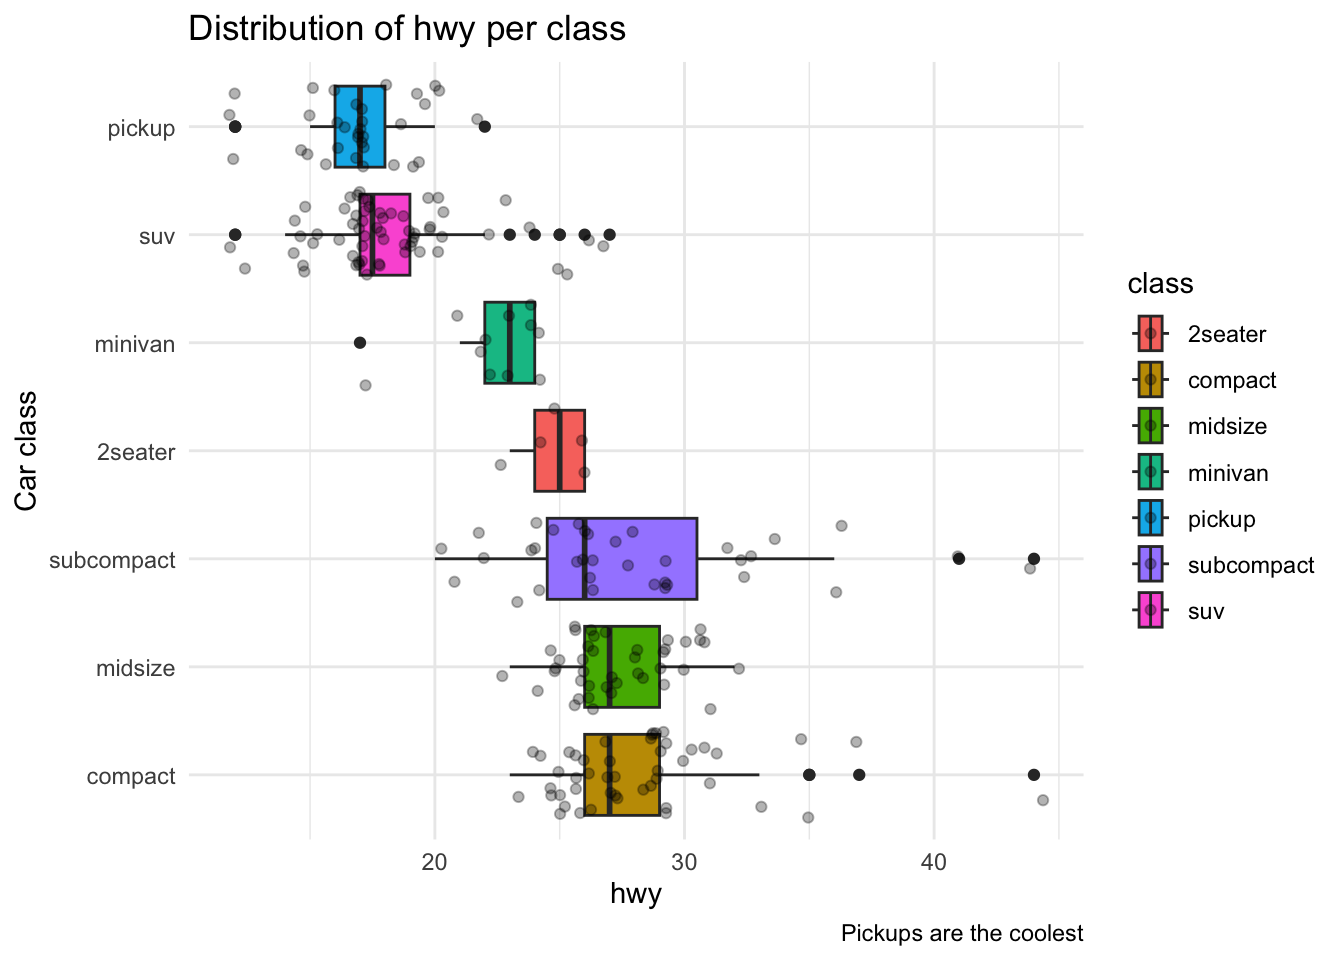 Distribution of hwy per class
pickup
suv
minivan
2seater
subcompact
midsize
compact
Car class
20 30 40
hwy
class
2seater
compact
midsize
minivan
pickup
subcompact
suv
Pickups are the coolest